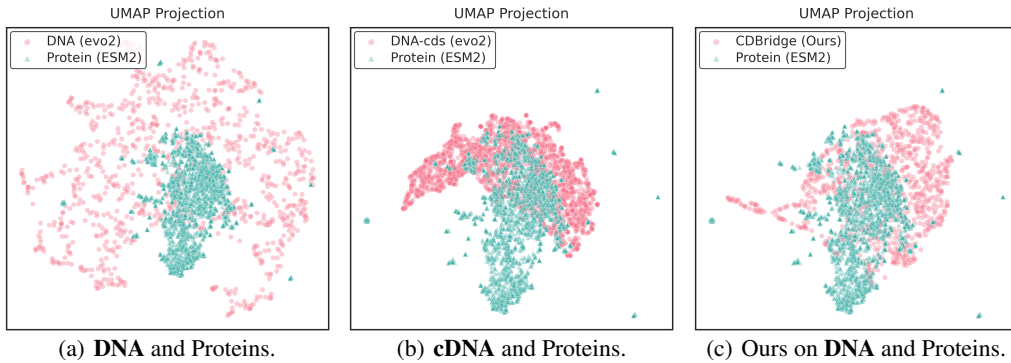 UMAP Projection
DNA (evo2)
Protein (ESM2)
(a) DNA and Proteins.
UMAP Projection
DNA-cds (evo2)
Protein (ESM2)
(b) cDNA and Proteins.
UMAP Projection
CDBridge (Ours)
Protein (ESM2)
(c) Ours on DNA and Proteins.